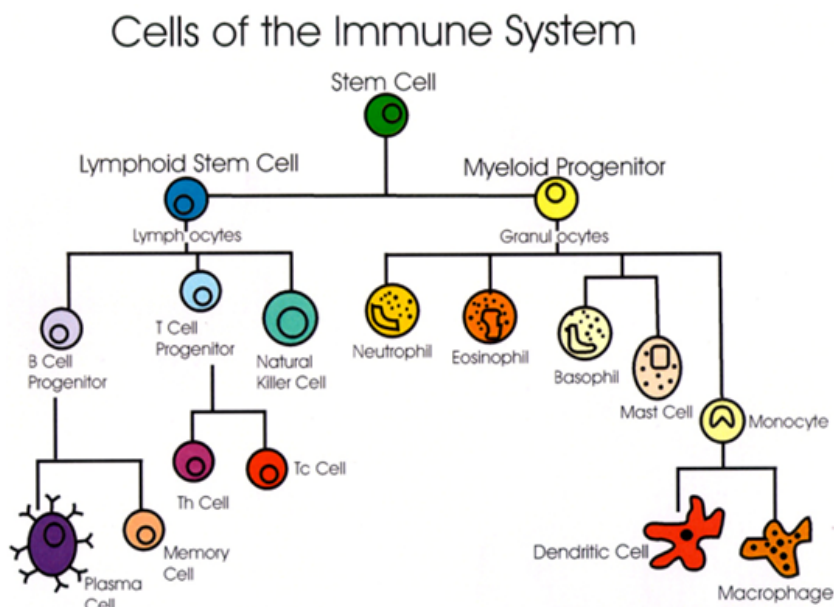 Cells of the Immune System
Stem Cell
Lymphoid Stem Cell
Myeloid Progenitor
Lymphocytes
Granulocytes
B Cell
Progenitor
T Cell
Progenitor
Natural
Killer Cell
Neutrophil
Eosinophil
Basophil
Mast Cell
Monocyte
Th Cell
Tc Cell
Plasma
Cell
Memory
Cell
Dendritic Cell
Macrophage